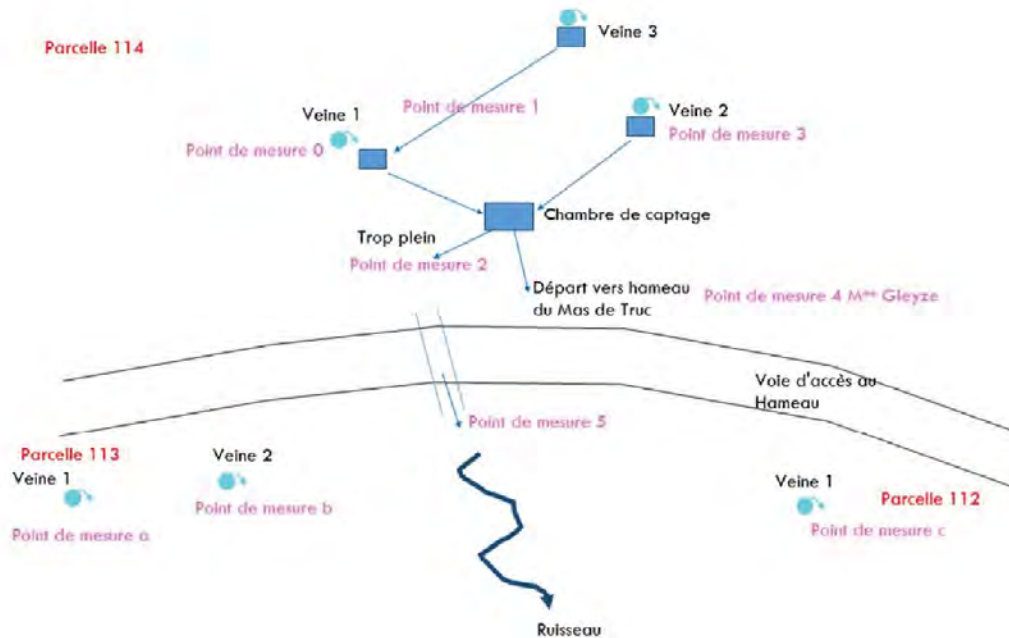 Veine 3
Parcelle 114
Point de mesure 1
Veine 1
Veine 2
Point de mesure 3
Point de mesure 0
Chambre de captage
Trop plein
Point de mesure 2
Départ vers hameau
du Mas de Truc
Point de mesure 4 Mme Gleyze
Voie d'accès au
Hameau
Point de mesure 5
Parcelle 113
Veine 1
Veine 2
Point de mesure a
Point de mesure b
Veine 1
Parcelle 112
Point de mesure c
Ruisseau